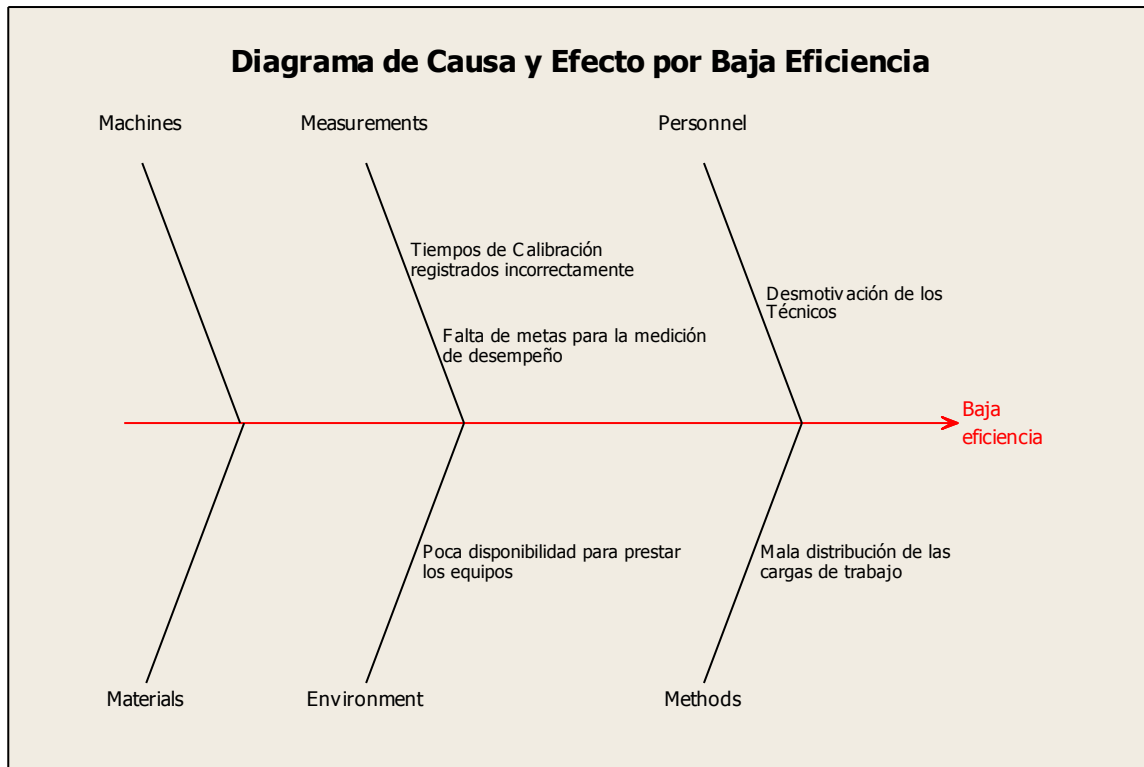 Diagrama de Causa y Efecto por Baja Eficiencia
Machines
Measurements
Personnel
Tiempos de Calibración
registrados incorrectamente
Falta de metas para la medición
de desempeño
Desmotivación de los
Técnicos
Baja
eficiencia
Poca disponibilidad para prestar
los equipos
Mala distribución de las
cargas de trabajo
Materials
Environment
Methods